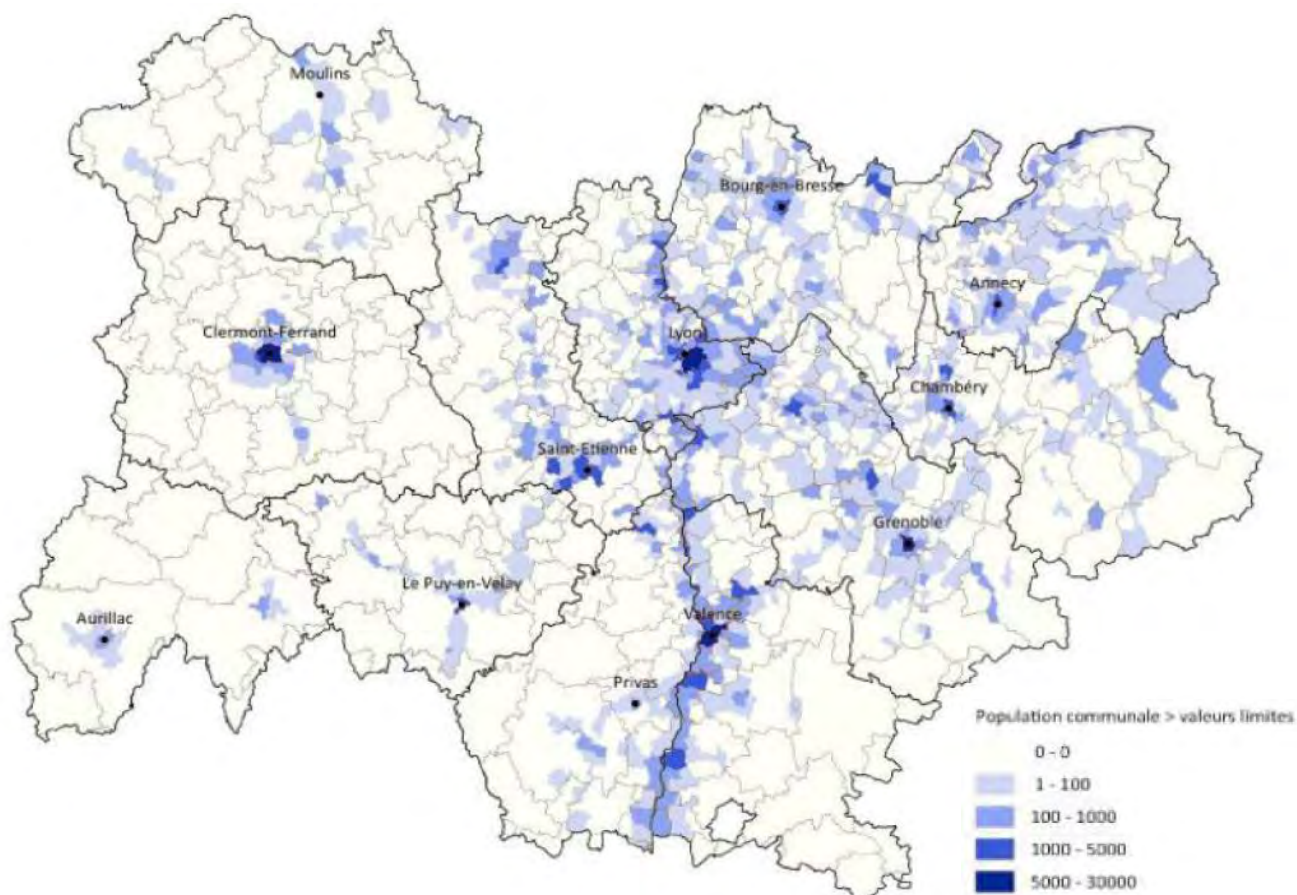 Moulins
Bourg-en-Bresse
Annecy
Clermont-Ferrand
Lyon
Chambéry
Saint-Etienne
Grenoble
Le Puy-en-Velay
Aurillac
Valence
Privas
Population communale > valeurs limites
0 - 0
1 - 100
100 - 1000
1000 - 5000
5000 - 30000